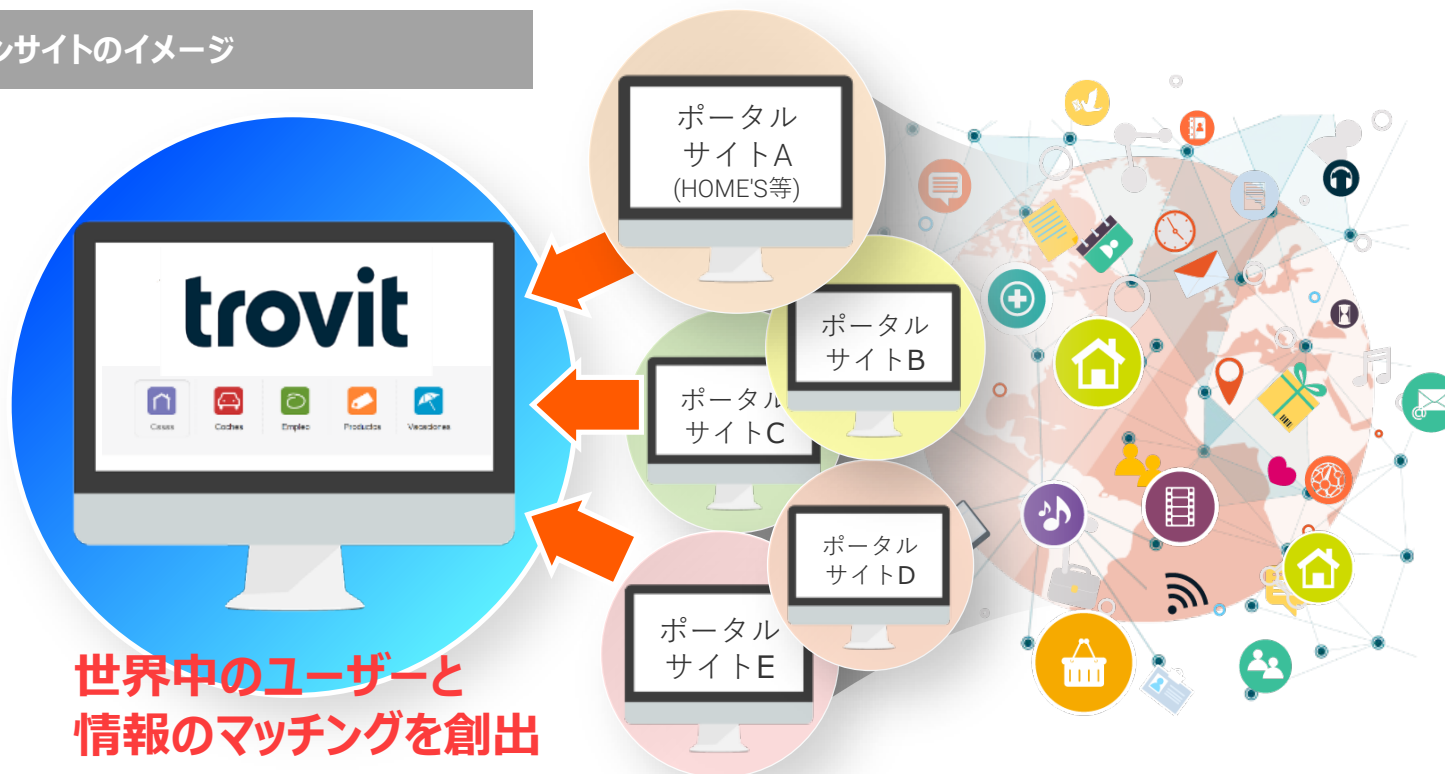 ンサイトのイメージ
trovit
Casas
Coches
Empleo
Productos
Vacaciones
世界中のユーザーと
情報のマッチングを創出
ポータル
サイトA
(HOME'S等)
ポータル
サイトB
ポータル
サイトC
ポータル
サイトD
ポータル
サイトE